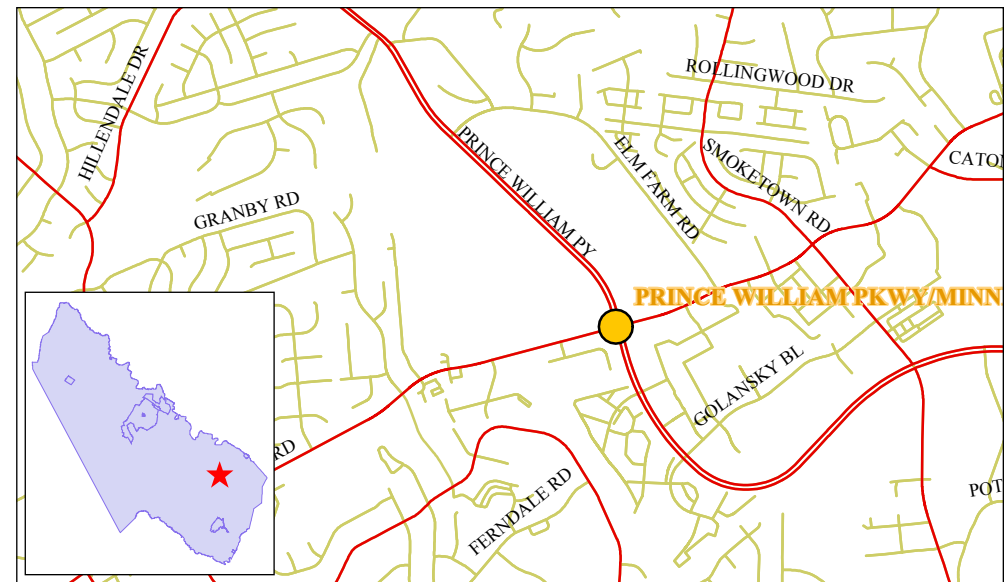 HILLENDALE DR
ROLLINGWOOD DR
PRINCE WILLIAM PY
ELM FARM RD
SMOKETOWN RD
CATO
GRANBY RD
PRINCE WILLIAM PKWY/MINN
GOLANSKY BL
RD
FERNDALE RD
POT